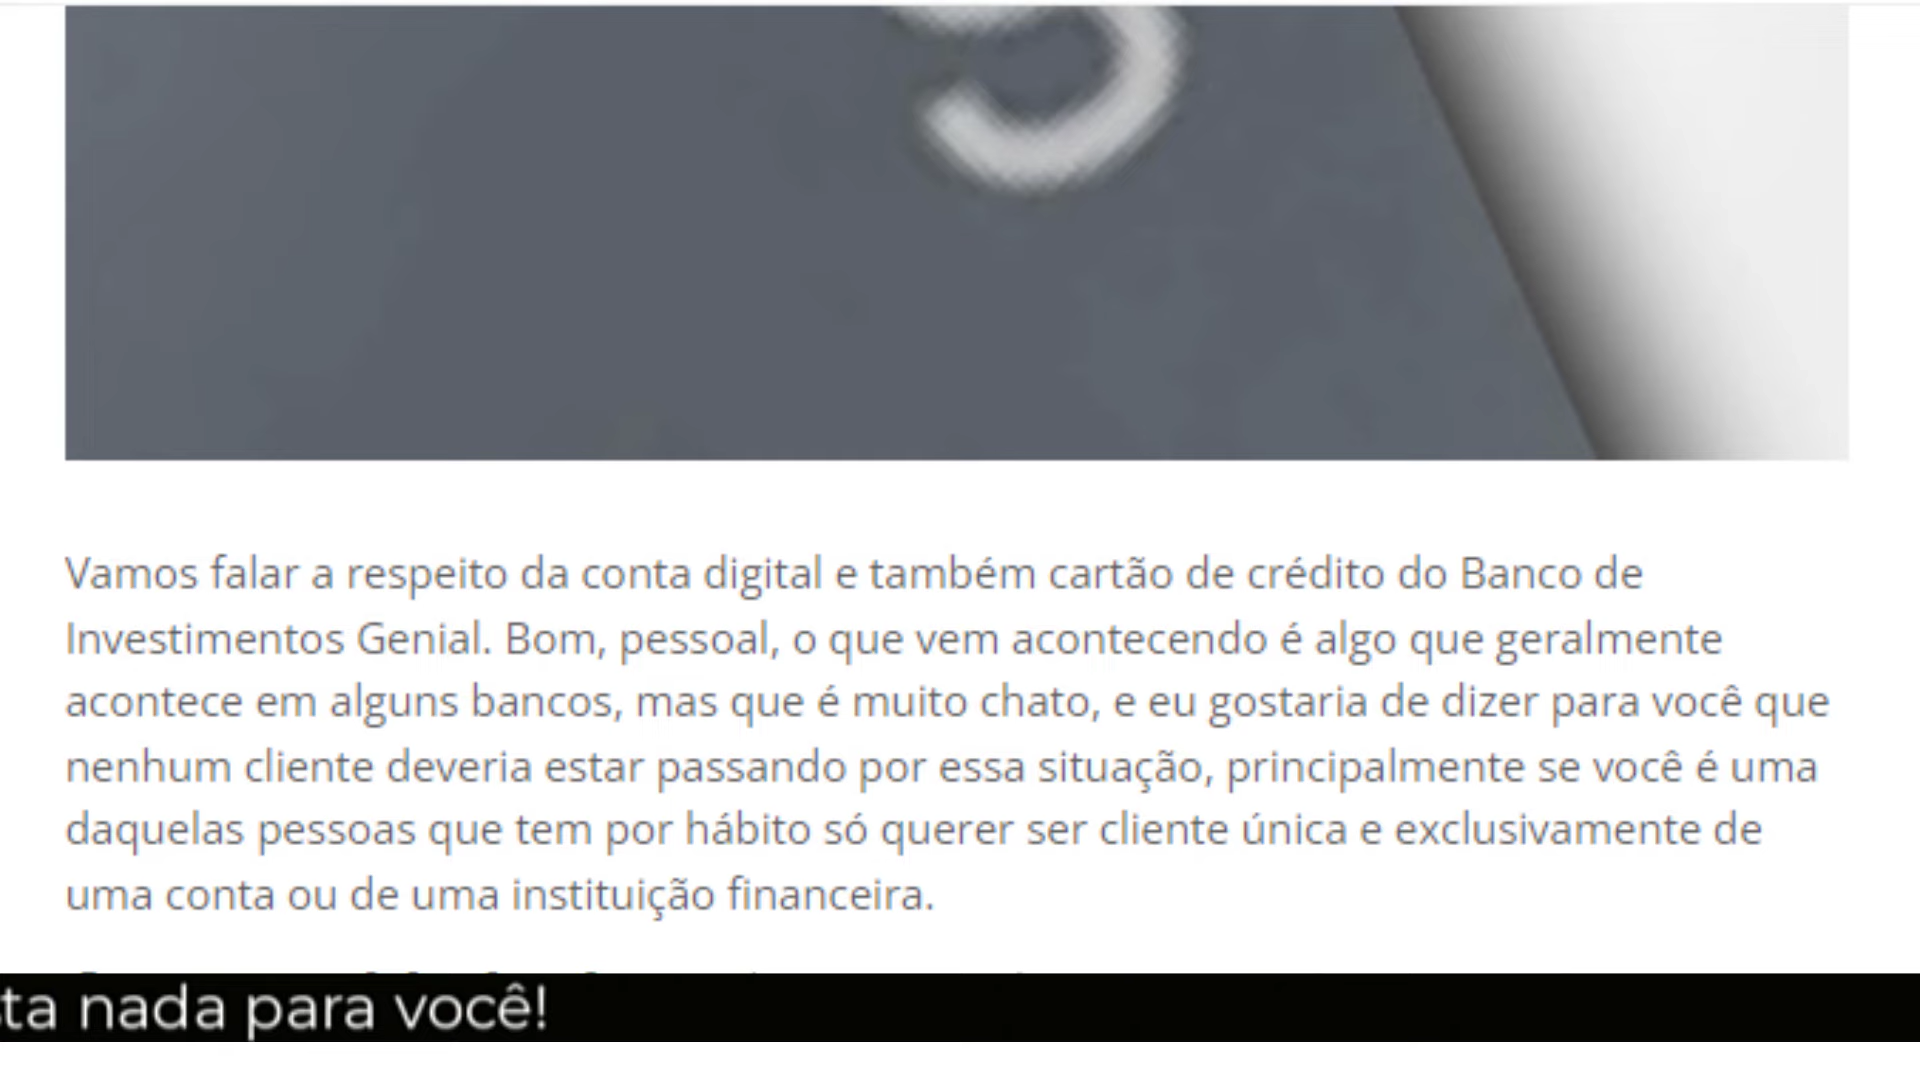 Vamos falar a respeito da conta digital e também cartão de crédito do Banco de
Investimentos Genial. Bom, pessoal, o que vem acontecendo é algo que geralmente
acontece em alguns bancos, mas que é muito chato, e eu gostaria de dizer para você que
nenhum cliente deveria estar passando por essa situação, principalmente se você é uma
daquelas pessoas que tem por hábito só querer ser cliente única e exclusivamente de
uma conta ou de uma instituição financeira.
nada para você!